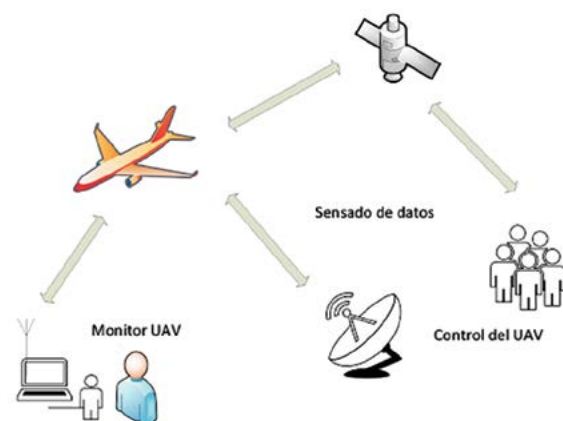 Sensado de datos
Monitor UAV
Control del UAV